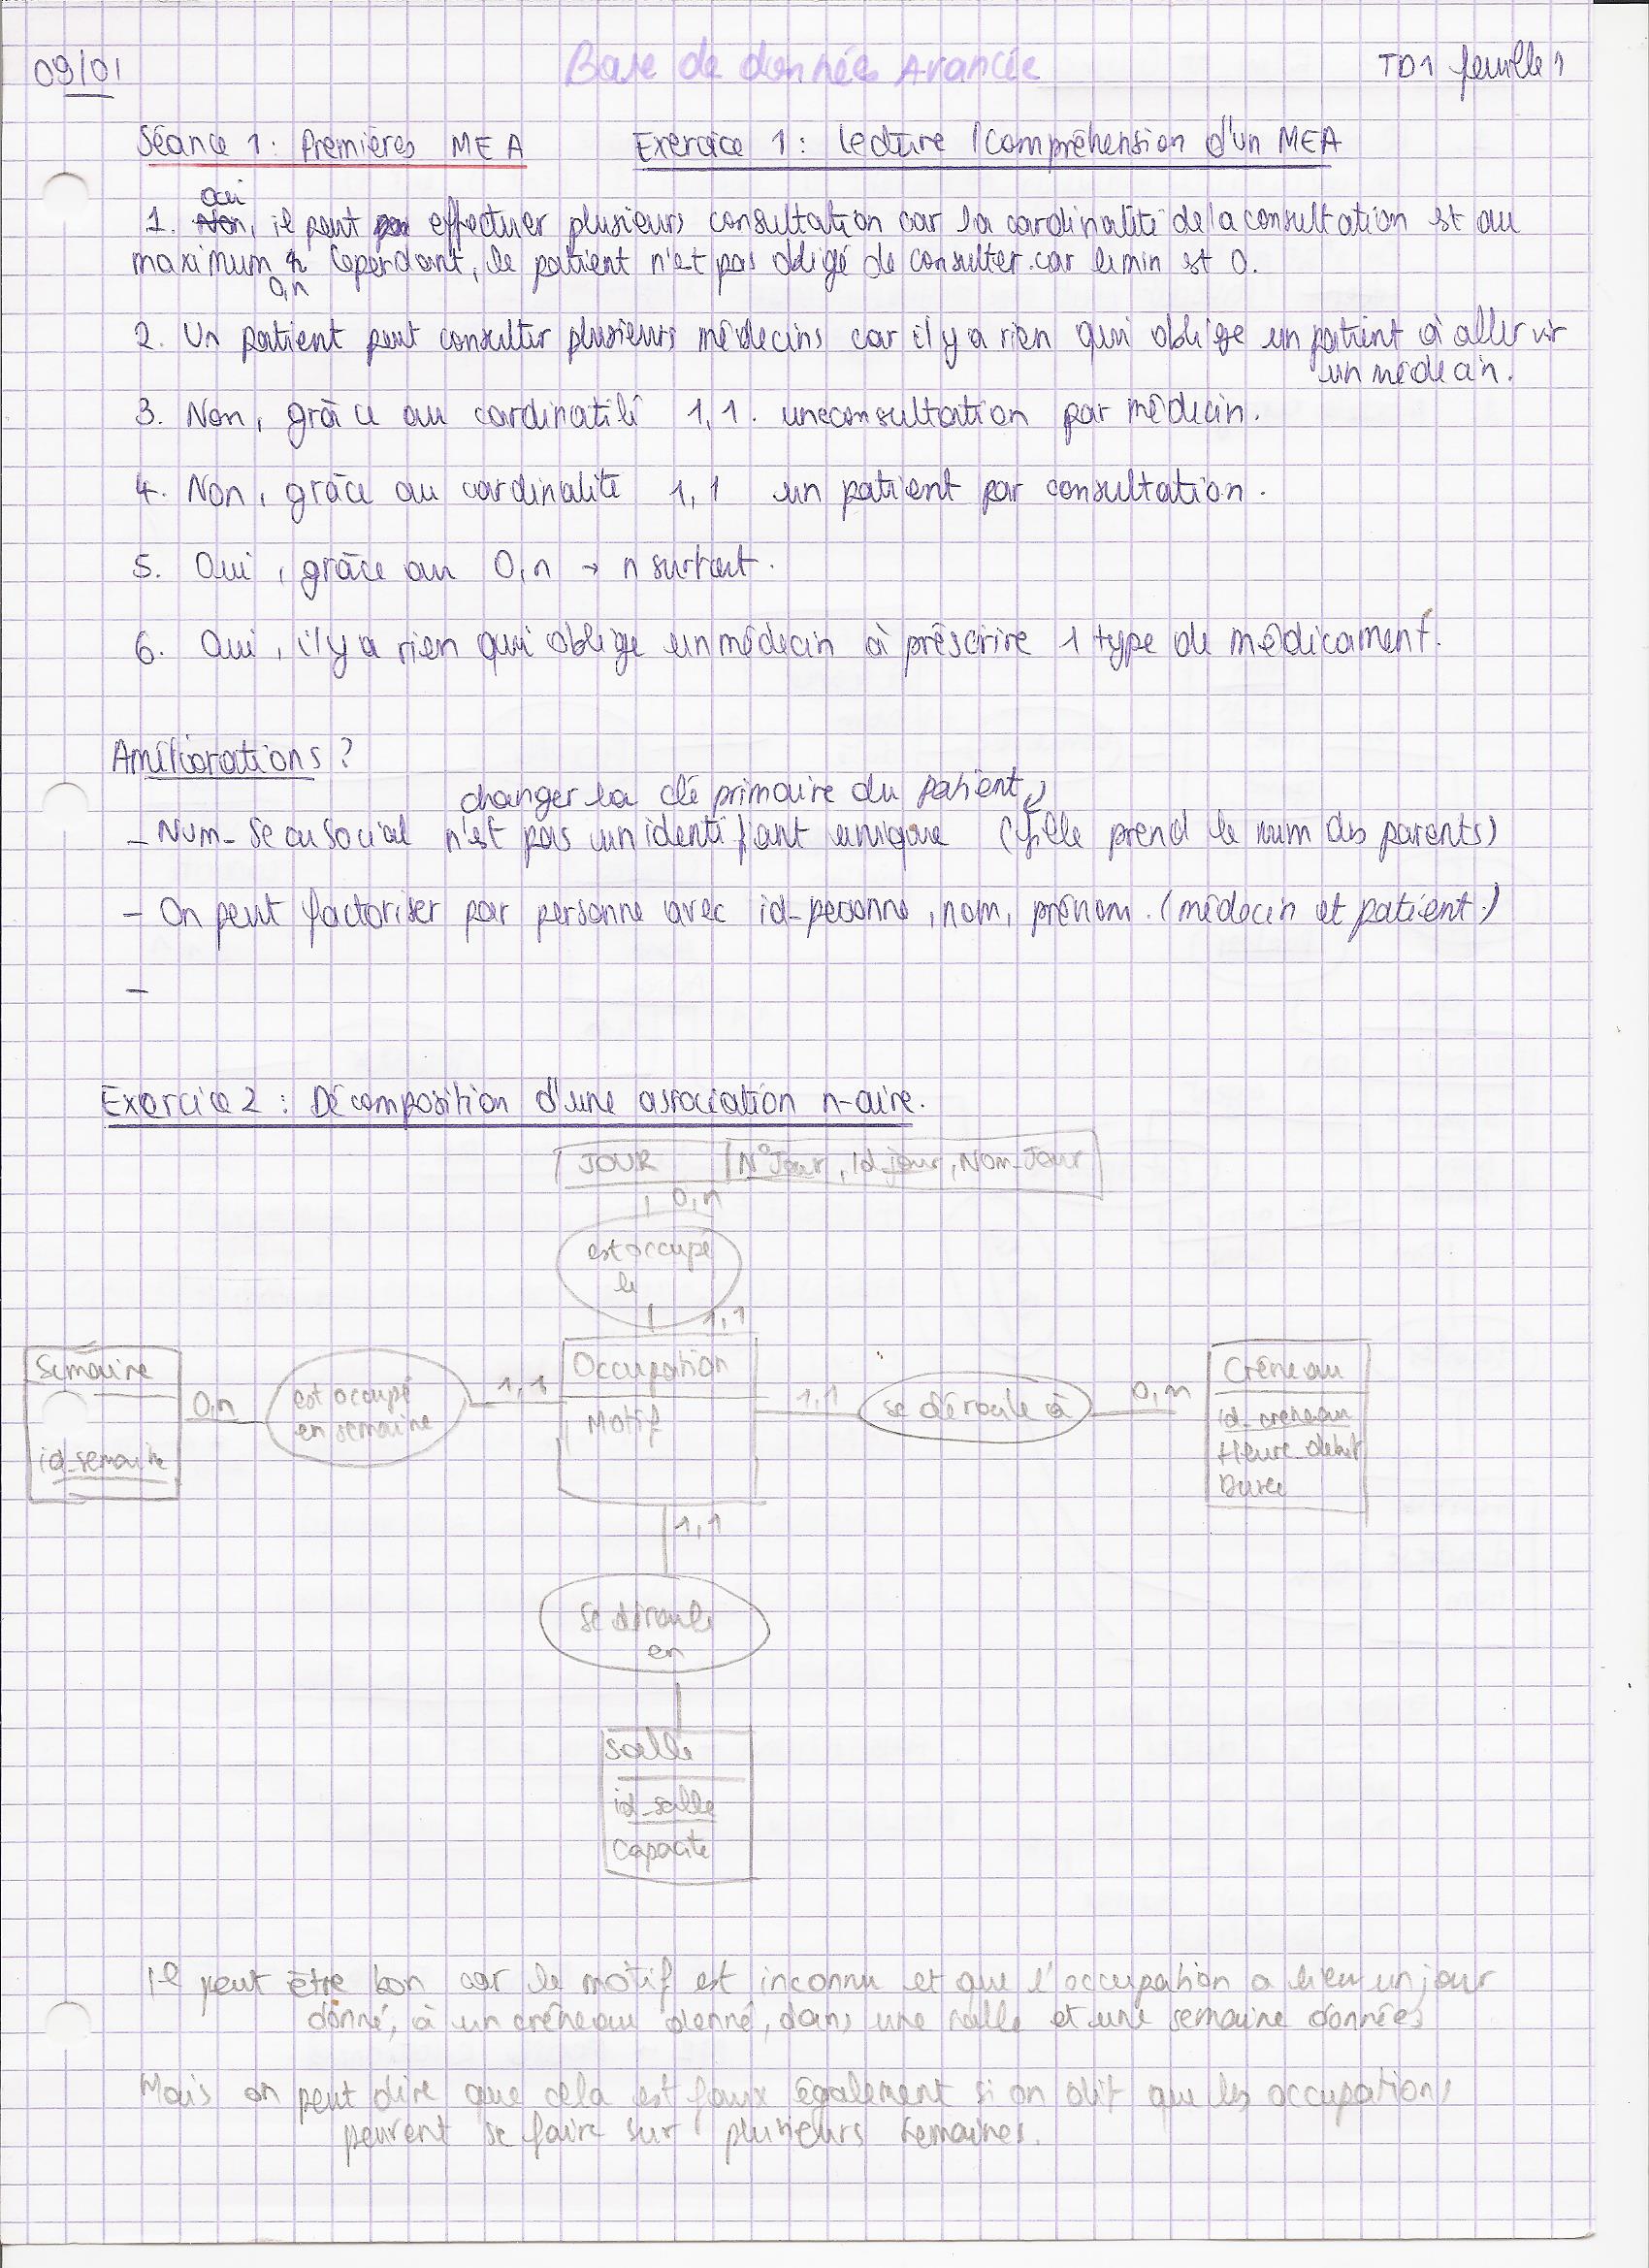 09/01
Base de donnée Avancée
TD1 feuille 1
Séance 1 : Premières MEA
Exercice 1 : lecture / Compréhension d'un MEA
oui
1. Non, il peut pas effectuer plusieurs consultation car la cardinalité de la consultation est au
maximum n Cependant, le patient n'est pas obligé de consulter car le min est 0.
0,n
2. Un patient peut consulter plusieurs médecins car il y a rien qui oblige un patient à aller vir
un médecin.
3. Non, grâce au cardinatilé 1,1. une consultation par médecin.
4. Non, grâce au cardinalité 1,1 un patient par consultation.
5. Oui, grâce au 0,n → n surtout.
6. Oui, il y a rien qui oblige un médecin à préscrire 1 type de médicament.
Améliorations ?
changer la clé primaire du patient
- Num-Secu Social n'est pas un identifiant unique (fille prend le num des parents)
- On peut factoriser par personne avec id-personne, nom, prénom. (médecin et patient)
-
Exercice 2 : Décomposition d'une association n-aire.
JOUR N°Jour, Id_jour, Nom_Jour
0,n
est occupé
le
1,1
Semaine
id_semaine
0,n
est occupé
en semaine
1,1
Occupation
Motif
1,1
se déroule à
0,n
Créneau
id_creneau
Heure_debut
Durée
1,1
se déroule
en
Salle
id_salle
Capacité
Il peut être bon car le motif est inconnu et que l'occupation a lieu un jour
donné, à un créneau donné, dans une salle et une semaine données
Mais on peut dire que cela est faux également si on dit que les occupations
peuvent se faire sur plusieurs semaines.